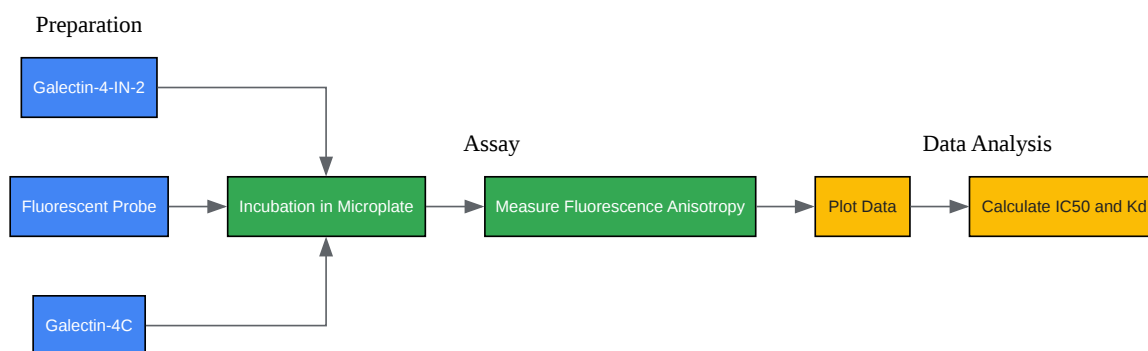 Preparation
Galectin-4-IN-2
Assay
Data Analysis
Fluorescent Probe
Incubation in Microplate
Measure Fluorescence Anisotropy
Plot Data
Calculate IC50 and Kd
Galectin-4C